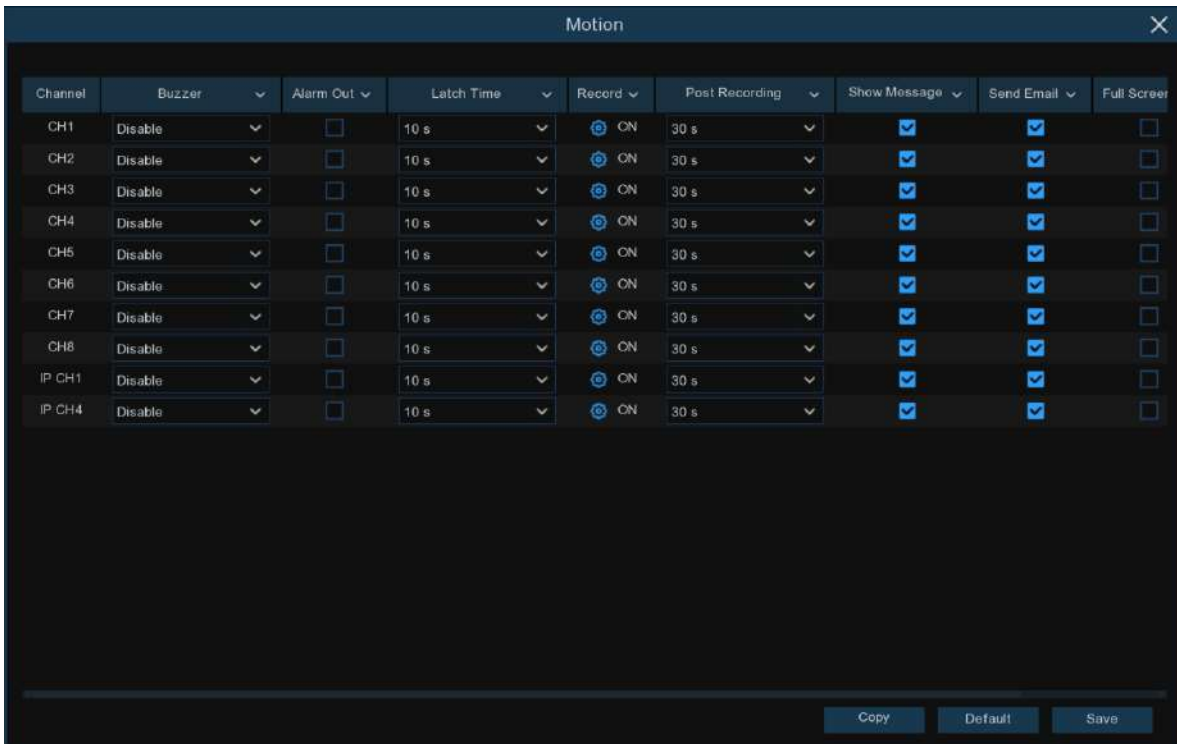 Motion
Channel Buzzer Alarm Out Latch Time Record Post Recording Show Message Send Email Full Screen
CH1 Disable 10 s ON 30 s
CH2 Disable 10 s ON 30 s
CH3 Disable 10 s ON 30 s
CH4 Disable 10 s ON 30 s
CH5 Disable 10 s ON 30 s
CH6 Disable 10 s ON 30 s
CH7 Disable 10 s ON 30 s
CH8 Disable 10 s ON 30 s
IP CH1 Disable 10 s ON 30 s
IP CH4 Disable 10 s ON 30 s
Copy Default Save